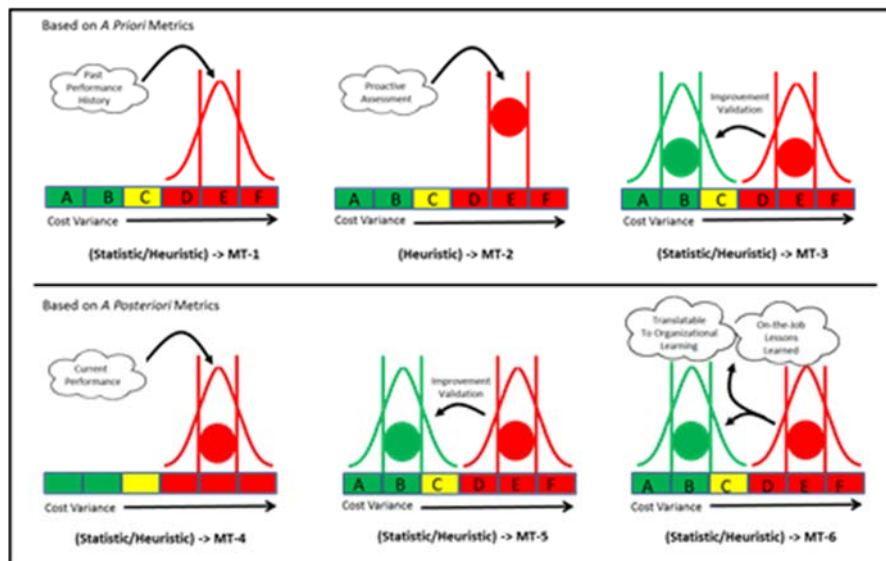 Based on A Priori Metrics
Past
Performance
History
A B C D E F
Cost Variance
(Statistic/Heuristic) -> MT-1
Proactive
Assessment
A B C D E F
Cost Variance
(Heuristic) -> MT-2
Improvement
Validation
A B C D E F
Cost Variance
(Statistic/Heuristic) -> MT-3
Based on A Posteriori Metrics
Current
Performance
Cost Variance
(Statistic/Heuristic) -> MT-4
Improvement
Validation
A B C D E F
Cost Variance
(Statistic/Heuristic) -> MT-5
Translatable
To Organizational
Learning
On-the-Job
Lessons
Learned
A B C D E F
Cost Variance
(Statistic/Heuristic) -> MT-6